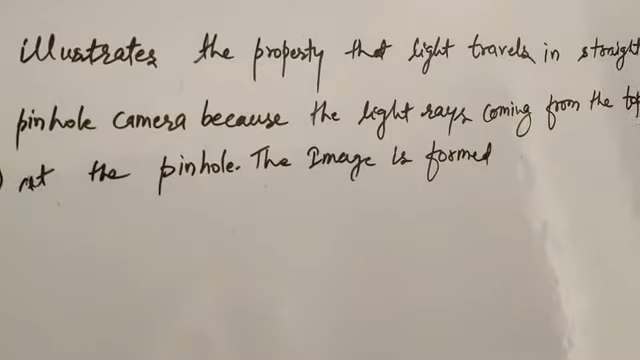 illustrates the property that light travels in straight
pinhole camera because the light rays coming from the top
at the pinhole. The Image is formed